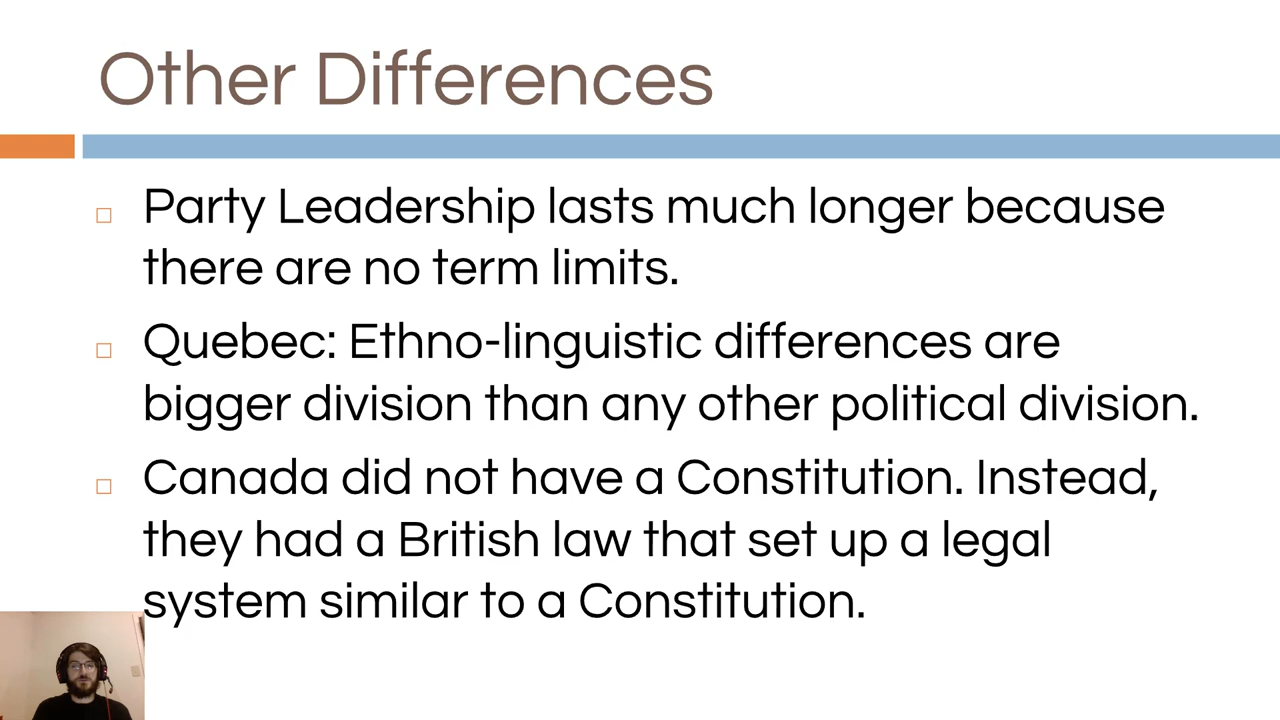 Other Differences
Party Leadership lasts much longer because
there are no term limits.
Quebec: Ethno-linguistic differences are
bigger division than any other political division.
Canada did not have a Constitution. Instead,
they had a British law that set up a legal
system similar to a Constitution.